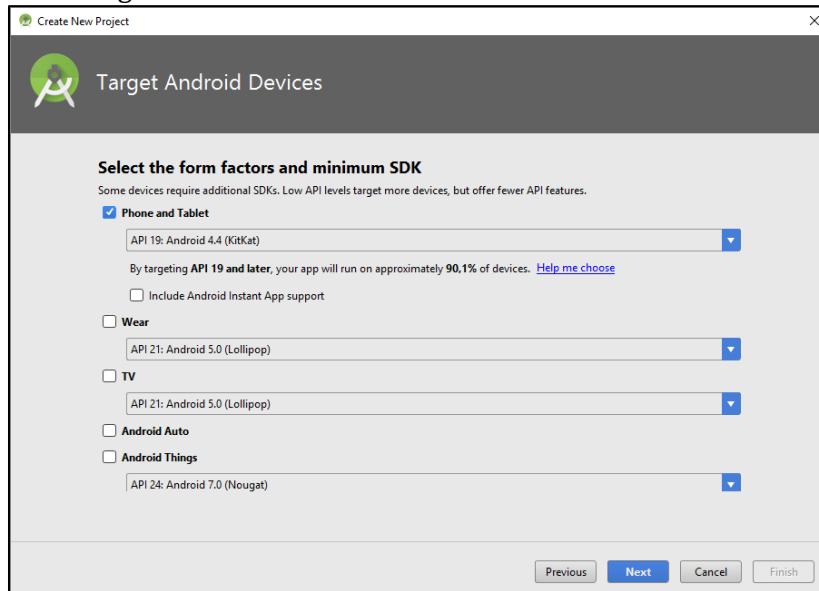 Create New Project
Target Android Devices
Select the form factors and minimum SDK
Some devices require additional SDKs. Low API levels target more devices, but offer fewer API features.
Phone and Tablet
API 19: Android 4.4 (KitKat)
By targeting API 19 and later, your app will run on approximately 90,1% of devices. Help me choose
Include Android Instant App support
Wear
API 21: Android 5.0 (Lollipop)
TV
API 21: Android 5.0 (Lollipop)
Android Auto
Android Things
API 24: Android 7.0 (Nougat)
Previous Next Cancel Finish